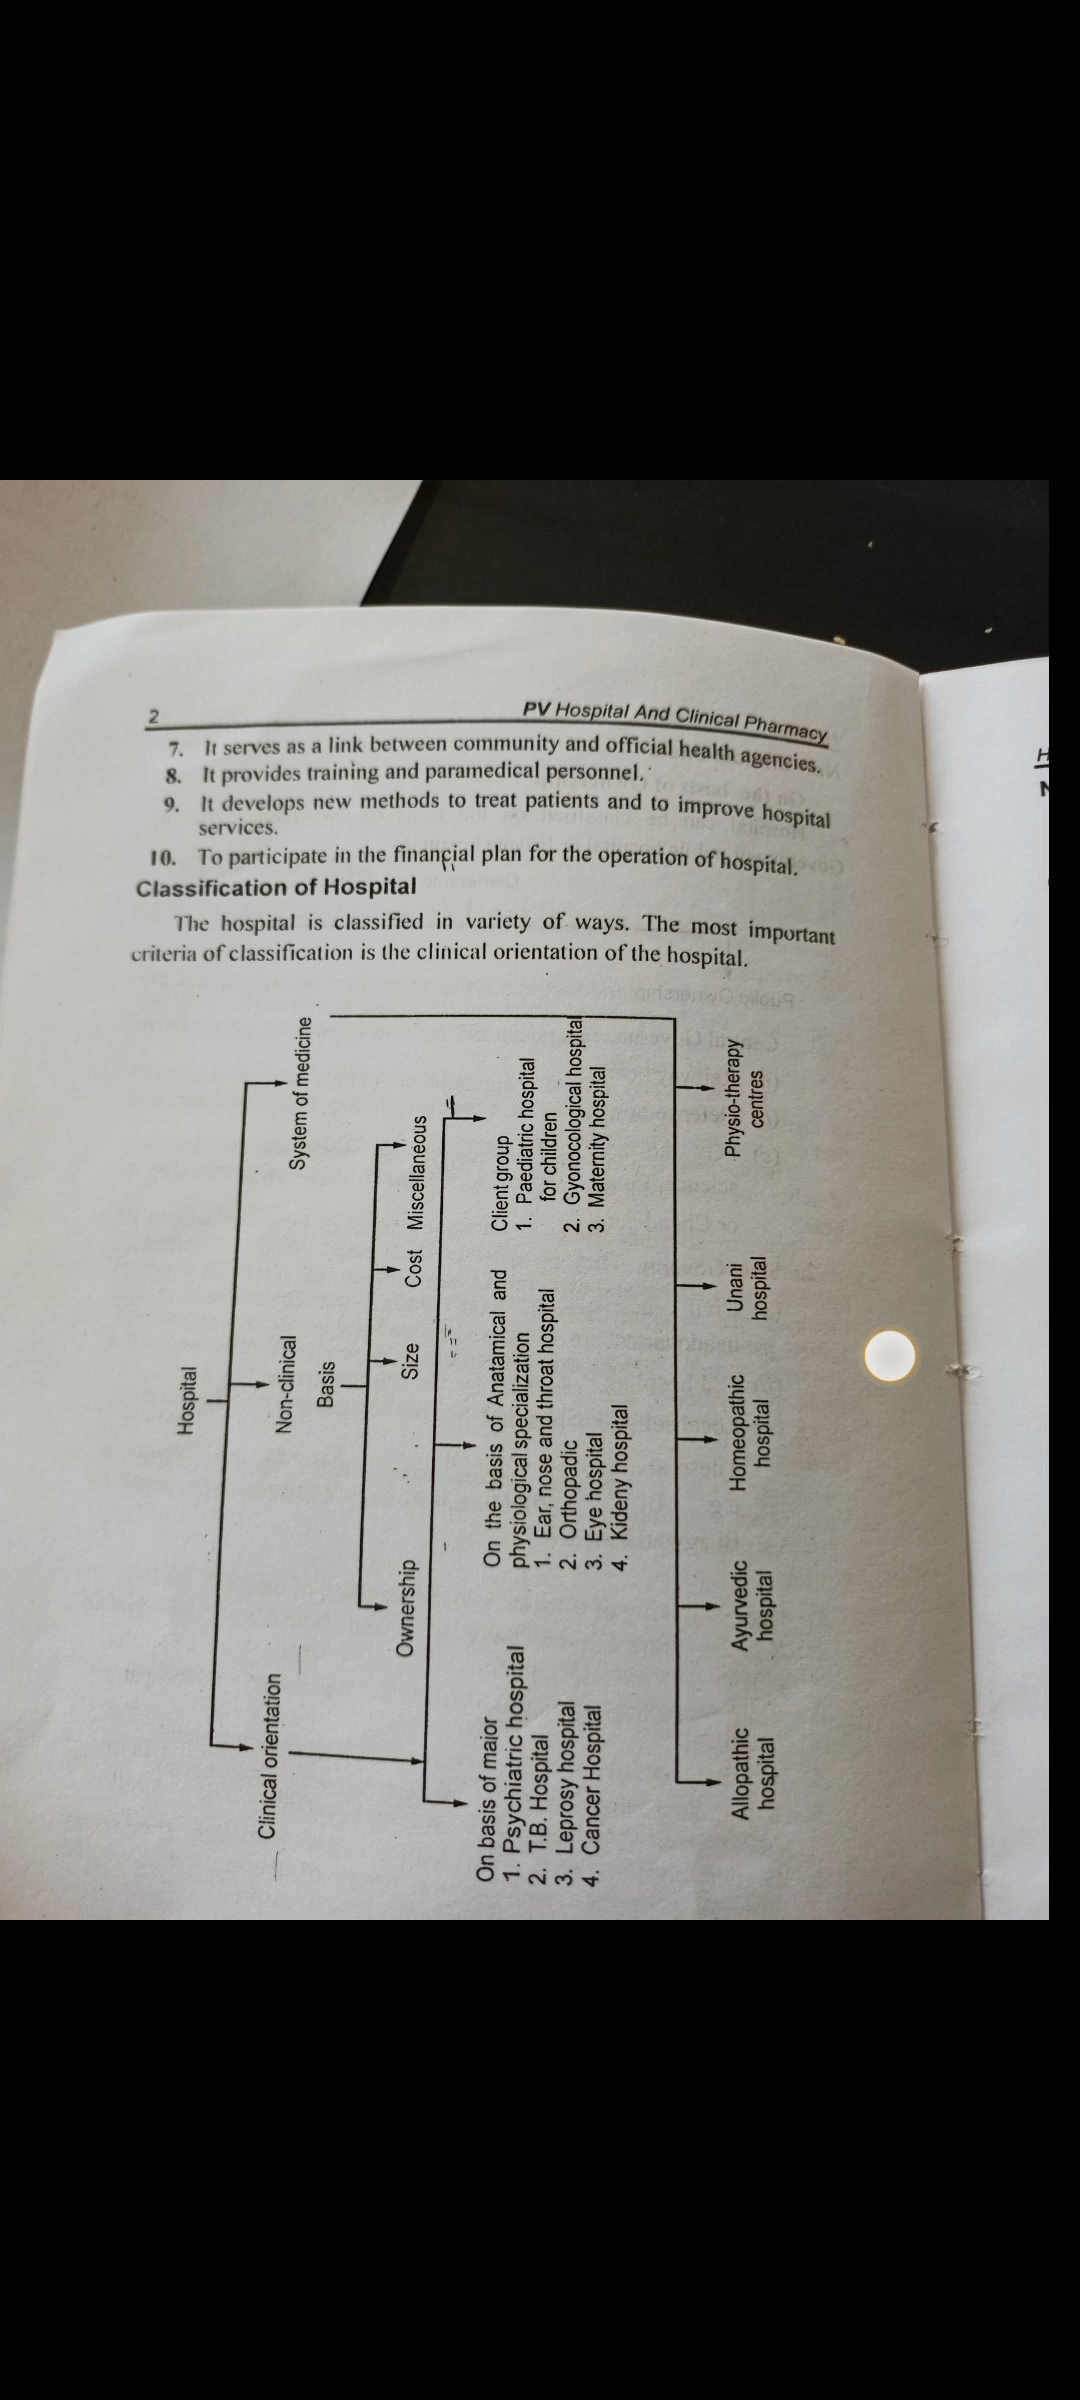 2
PV Hospital And Clinical Pharmacy
7. It serves as a link between community and official health agencies.
8. It provides training and paramedical personnel.
9. It develops new methods to treat patients and to improve hospital
services.
10. To participate in the financial plan for the operation of hospital.
Classification of Hospital
The hospital is classified in variety of ways. The most important
criteria of classification is the clinical orientation of the hospital.
Hospital
Clinical orientation
Non-clinical
System of medicine
Basis
Ownership
Size
Cost
Miscellaneous
On basis of major
1. Psychiatric hospital
2. T.B. Hospital
3. Leprosy hospital
4. Cancer Hospital
On the basis of Anatamical and
physiological specialization
1. Ear, nose and throat hospital
2. Orthopadic
3. Eye hospital
4. Kideny hospital
Client group
1. Paediatric hospital
for children
2. Gyonocological hospital
3. Maternity hospital
Allopathic
hospital
Ayurvedic
hospital
Homeopathic
hospital
Unani
hospital
Physio-therapy
centres